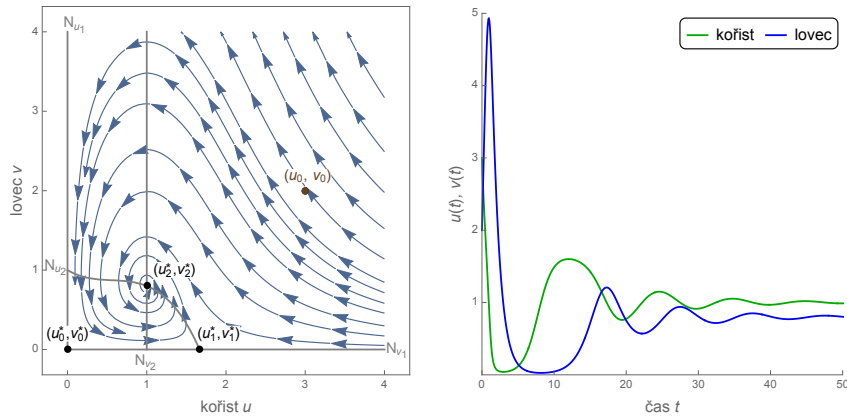 N_{u_1}
4
3
2
1
0
lovec v
(u_0, v_0)
N_{u_2}
(u_2^*,v_2^*)
(u_0^*,v_0^*)
(u_1^*,v_1^*)
N_{v_1}
N_{v_2}
0 1 2 3 4
kořist u
5
4
3
2
1
u(t), v(t)
kořist lovec
0 10 20 30 40 50
čas t